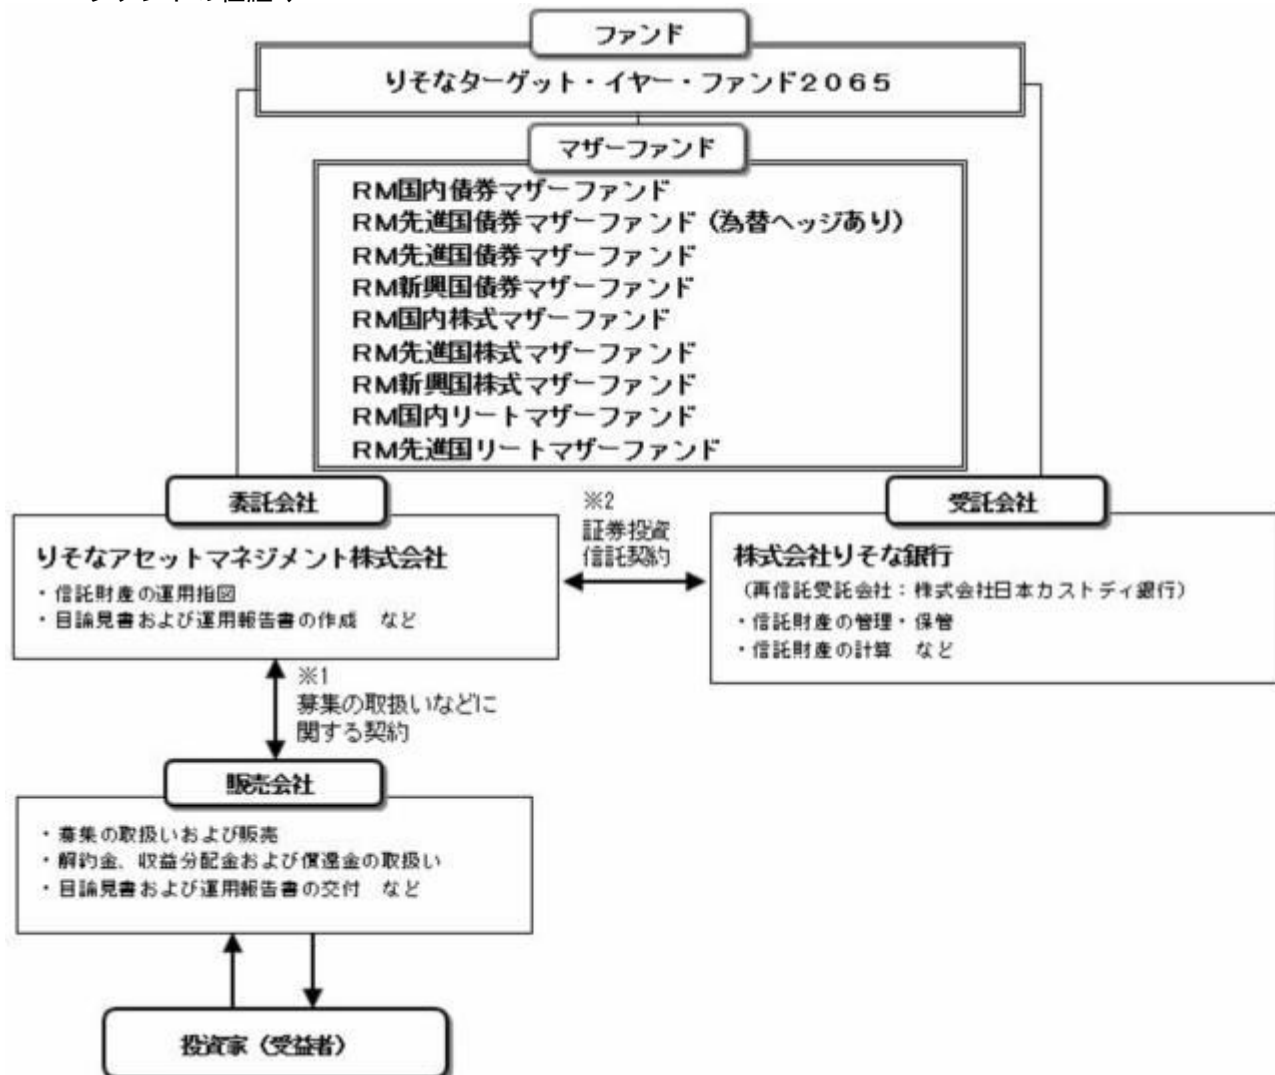 ファンド
りそなターゲット・イヤー・ファンド２０６５
マザーファンド
ＲＭ国内債券マザーファンド
ＲＭ先進国債券マザーファンド（為替ヘッジあり）
ＲＭ先進国債券マザーファンド
ＲＭ新興国債券マザーファンド
ＲＭ国内株式マザーファンド
ＲＭ先進国株式マザーファンド
ＲＭ新興国株式マザーファンド
ＲＭ国内リートマザーファンド
ＲＭ先進国リートマザーファンド
委託会社
りそなアセットマネジメント株式会社
・信託財産の運用指図
・目論見書および運用報告書の作成　など
※2
証券投資
信託契約
受託会社
株式会社りそな銀行
（再信託受託会社：株式会社日本カストディ銀行）
・信託財産の管理・保管
・信託財産の計算　など
※1
募集の取扱いなどに
関する契約
販売会社
・募集の取扱いおよび販売
・解約金、収益分配金および償還金の取扱い
・目論見書および運用報告書の交付　など
投資家（受益者）